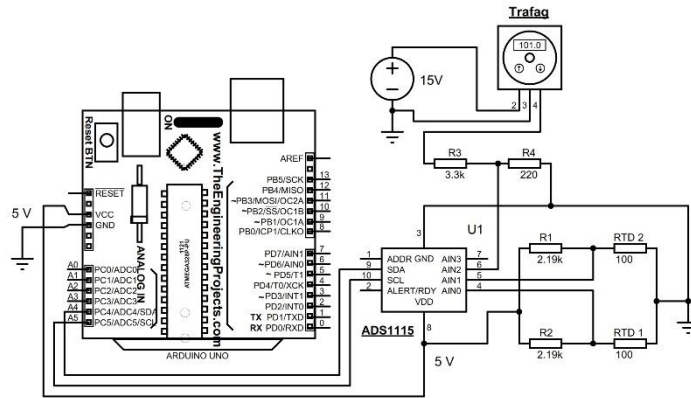 Trafag
101.0
15V
2 3 4
Reset BTN
ON
www.TheEngineeringProjects.com
RESET
5 V
VCC
GND
ANALOG IN
A0 PC0/ADC0
A1 PC1/ADC1
A2 PC2/ADC2
A3 PC3/ADC3
A4 PC4/ADC4/SDA
A5 PC5/ADC5/SCL
AREF
PB5/SCK 13
PB4/MISO 12
~PB3/MOSI/OC2A 11
~PB2/SS/OC1B 10
~PB1/OC1A 9
PB0/ICP1/CLKO 8
PD7/AIN1 7
~PD6/AIN0 6
~PD5/T1 5
PD4/T0/XCK 4
~PD3/INT1 3
PD2/INT0 2
TX PD1/TXD 1
RX PD0/RXD 0
ARDUINO UNO
R3
3.3k
R4
220
3
U1
1 ADDR GND AIN3 7
9 SDA AIN2 6
10 SCL AIN1 5
2 ALERT/RDY AIN0 4
VDD
8
ADS1115
5 V
R1
2.19k
RTD 2
100
R2
2.19k
RTD 1
100